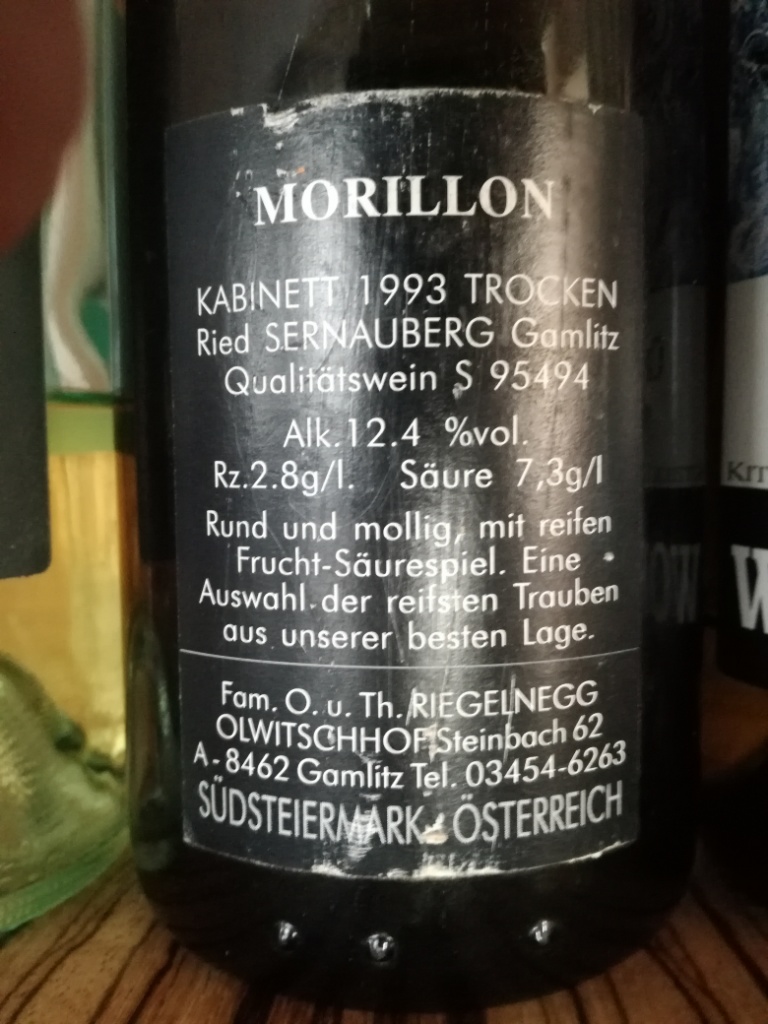 MORILLON
KABINETT 1993 TROCKEN
Ried SERNAUBERG Gamlitz
Qualitätswein S 95494
Alk.12.4 %vol.
Rz.2.8g/l. Säure 7,3g/l
Rund und mollig, mit reifen
Frucht-Säurespiel. Eine
Auswahl der reifsten Trauben
aus unserer besten Lage.
Fam. O. u. Th. RIEGELNEGG
OLWITSCHHOF Steinbach 62
A-8462 Gamlitz Tel. 03454-6263
SÜDSTEIERMARK - ÖSTERREICH